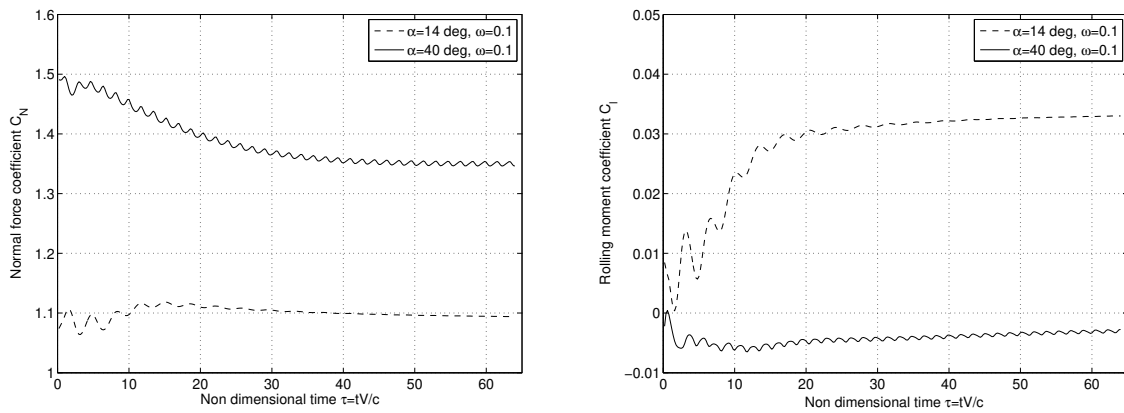 1.6
1.5
1.4
1.3
1.2
1.1
1
0 10 20 30 40 50 60
Normal force coefficient C_N
Non dimensional time τ=tV/c
α=14 deg, ω=0.1
α=40 deg, ω=0.1
0.05
0.04
0.03
0.02
0.01
0
−0.01
0 10 20 30 40 50 60
Rolling moment coefficient C_l
Non dimensional time τ=tV/c
α=14 deg, ω=0.1
α=40 deg, ω=0.1